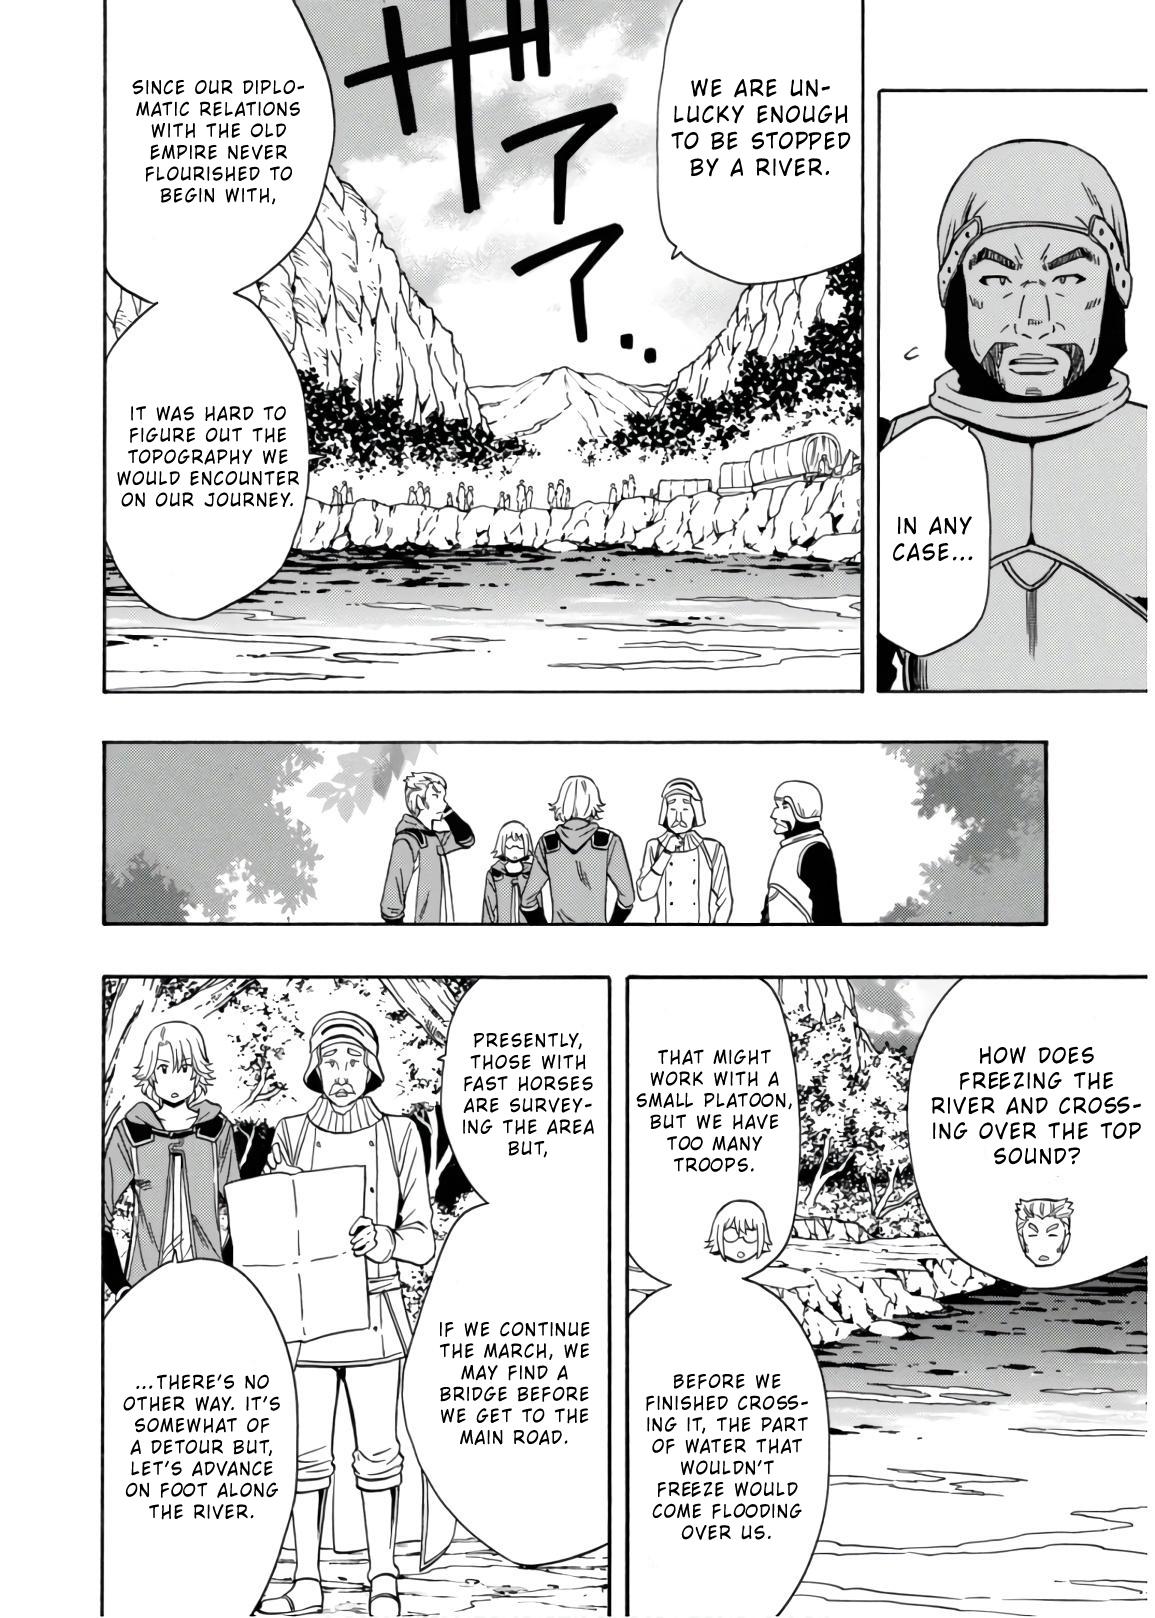 IN ANY
CASE...
WE ARE UN-
LUCKY ENOUGH
TO BE STOPPED
BY A RIVER.
ザァァ・・
SINCE OUR DIPLO-
MATIC RELATIONS
WITH THE OLD
EMPIRE NEVER
FLOURISHED TO
BEGIN WITH,
IT WAS HARD TO
FIGURE OUT THE
TOPOGRAPHY WE
WOULD ENCOUNTER
ON OUR JOURNEY.
HOW DOES
FREEZING THE
RIVER AND CROSS-
ING OVER THE TOP
SOUND?
THAT MIGHT
WORK WITH A
SMALL PLATOON,
BUT WE HAVE
TOO MANY
TROOPS.
BEFORE WE
FINISHED CROSS-
ING IT, THE PART
OF WATER THAT
WOULDN'T
FREEZE WOULD
COME FLOODING
OVER US.
PRESENTLY,
THOSE WITH
FAST HORSES
ARE SURVEY-
ING THE AREA
BUT,
IF WE CONTINUE
THE MARCH, WE
MAY FIND A
BRIDGE BEFORE
WE GET TO THE
MAIN ROAD.
...THERE'S NO
OTHER WAY. IT'S
SOMEWHAT OF
A DETOUR BUT,
LET'S ADVANCE
ON FOOT ALONG
THE RIVER.